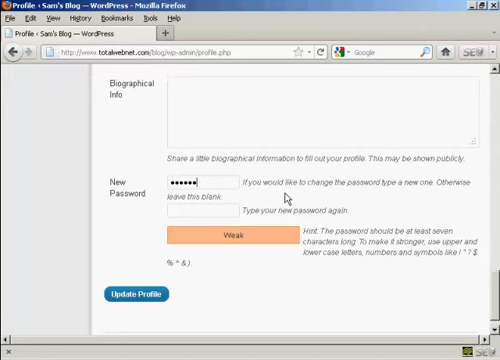 Profile ‹ Sam's Blog — WordPress - Mozilla Firefox
File Edit View History Bookmarks Tools Help
Profile ‹ Sam's Blog — WordPress
http://www.totalwebnet.com/blog/wp-admin/profile.php
Google
SEO
Biographical
Info
Share a little biographical information to fill out your profile. This may be shown publicly.
New
Password
If you would like to change the password type a new one. Otherwise
leave this blank.
Type your new password again.
Weak
Hint: The password should be at least seven
characters long. To make it stronger, use upper and
lower case letters, numbers and symbols like ! " ? $
% ^ & ).
Update Profile